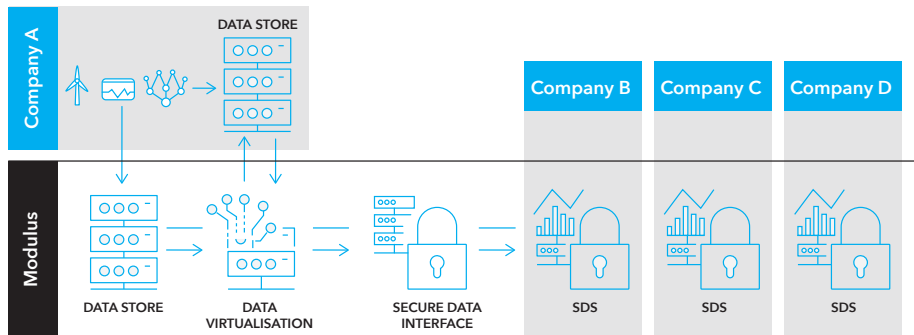 Company A
DATA STORE
Company B
Company C
Company D
Modulus
DATA STORE
DATA
VIRTUALISATION
SECURE DATA
INTERFACE
SDS
SDS
SDS